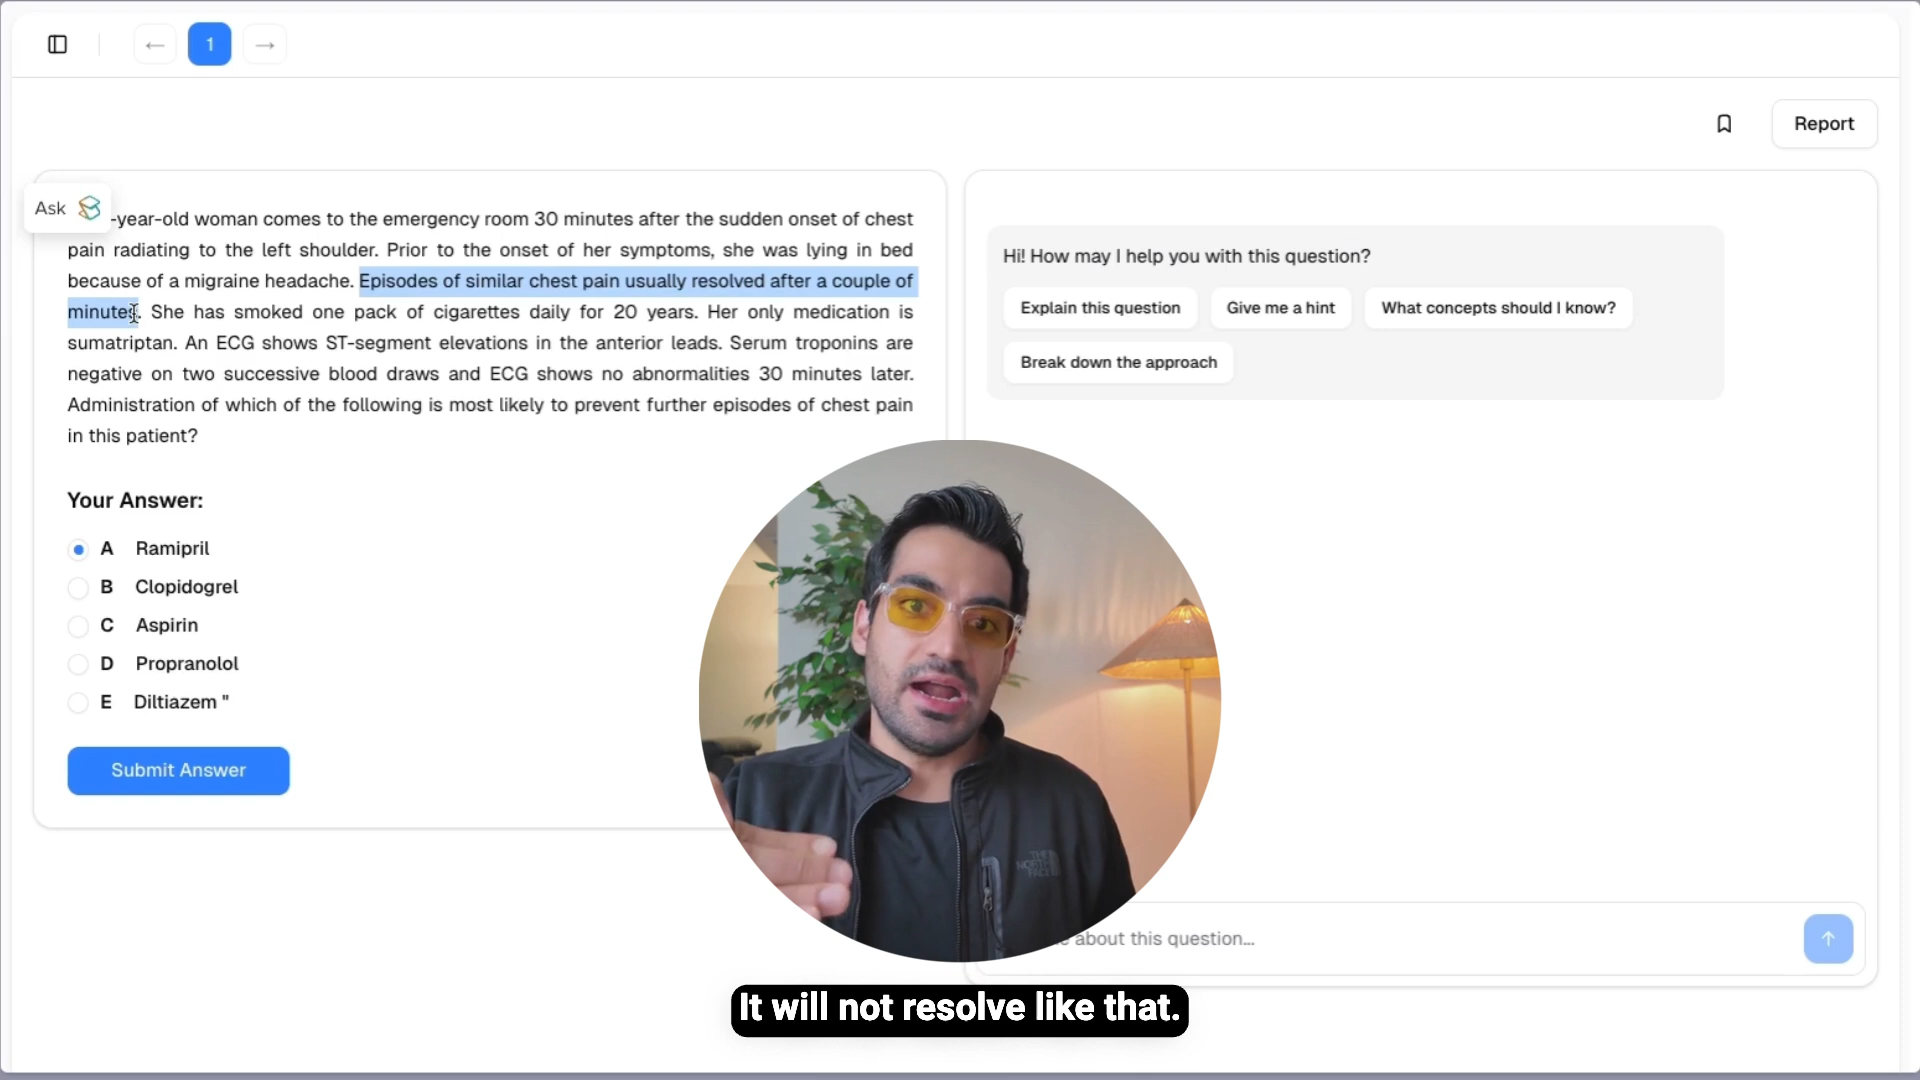 1
Report
Ask
-year-old woman comes to the emergency room 30 minutes after the sudden onset of chest
pain radiating to the left shoulder. Prior to the onset of her symptoms, she was lying in bed
because of a migraine headache. Episodes of similar chest pain usually resolved after a couple of
minutes. She has smoked one pack of cigarettes daily for 20 years. Her only medication is
sumatriptan. An ECG shows ST-segment elevations in the anterior leads. Serum troponins are
negative on two successive blood draws and ECG shows no abnormalities 30 minutes later.
Administration of which of the following is most likely to prevent further episodes of chest pain
in this patient?
Your Answer:
A Ramipril
B Clopidogrel
C Aspirin
D Propranolol
E Diltiazem "
Submit Answer
Hi! How may I help you with this question?
Explain this question
Give me a hint
What concepts should I know?
Break down the approach
THE
NORTH
FACE
about this question...
It will not resolve like that.